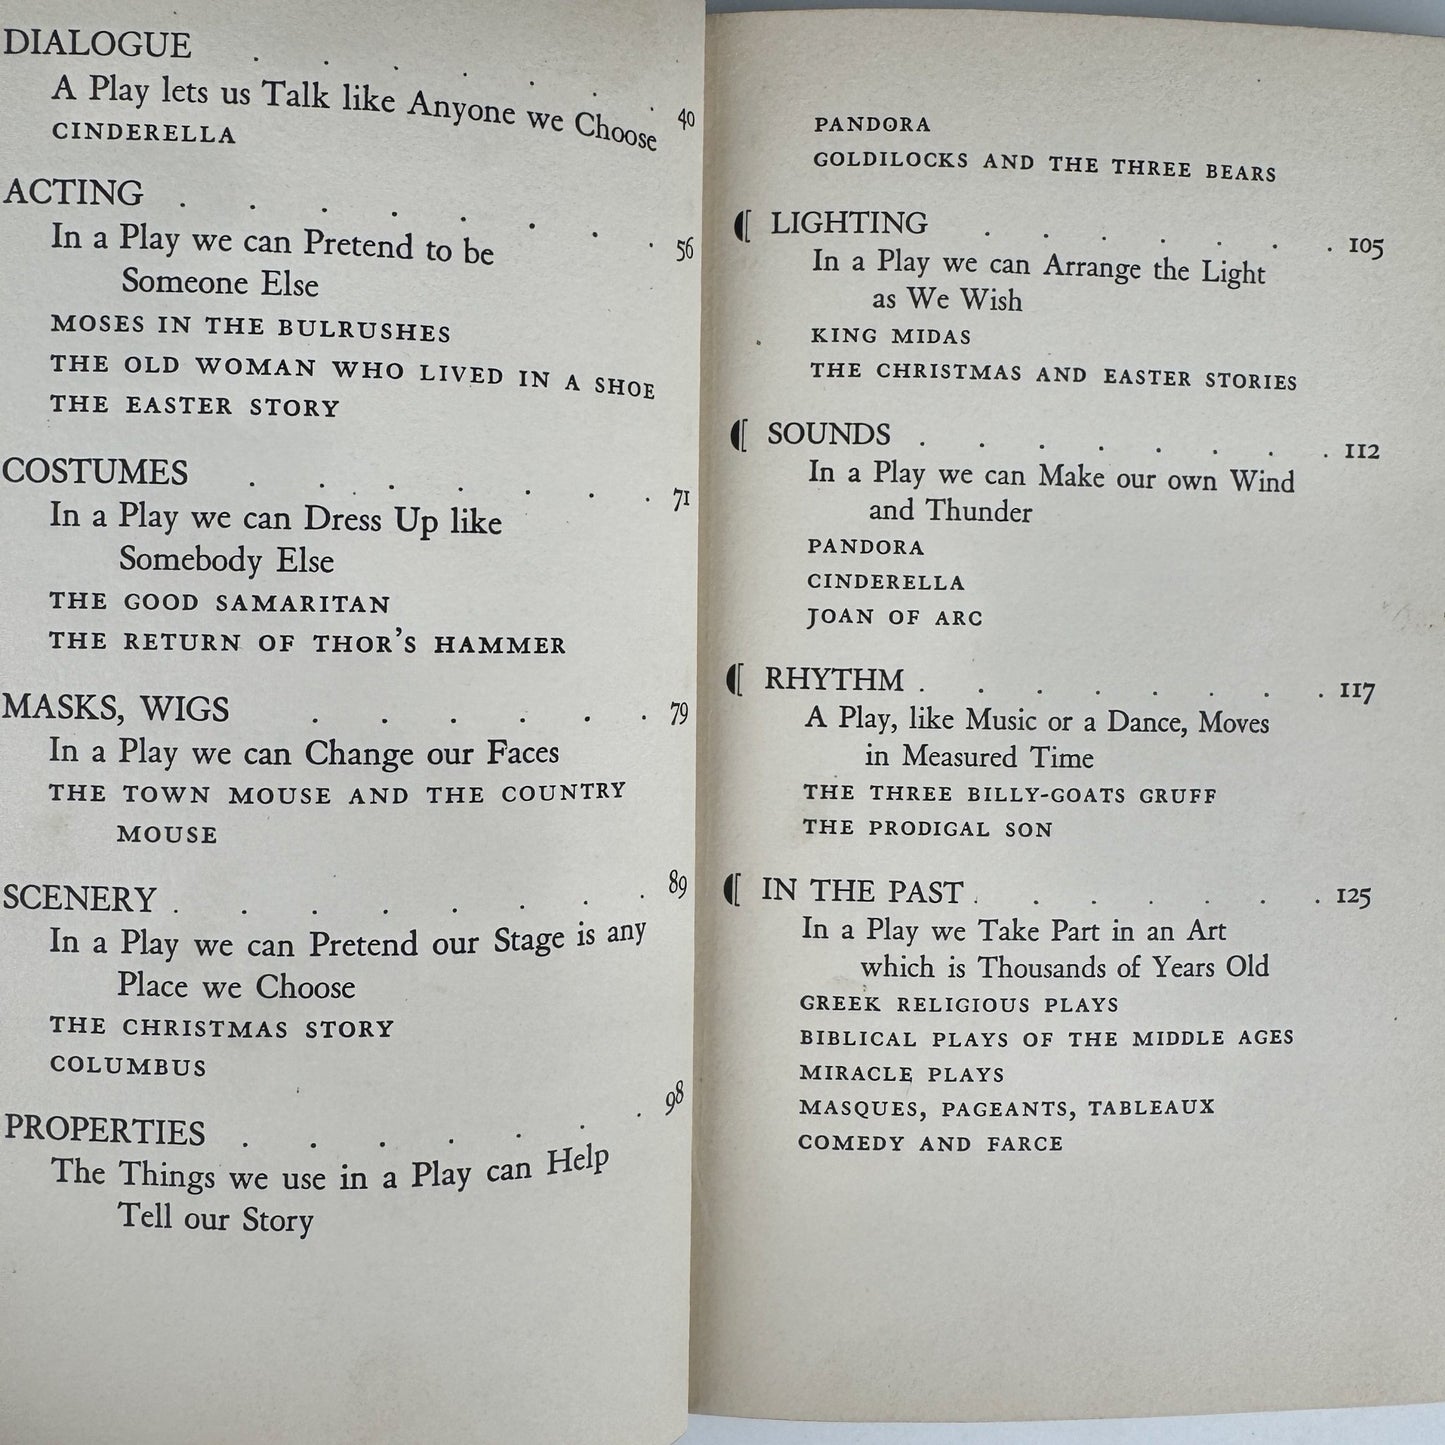 DIALOGUE . . . . . . . 40
A Play lets us Talk like Anyone we Choose
CINDERELLA
ACTING . . . . . . . . 56
In a Play we can Pretend to be
Someone Else
MOSES IN THE BULRUSHES
THE OLD WOMAN WHO LIVED IN A SHOE
THE EASTER STORY
COSTUMES . . . . . . . 71
In a Play we can Dress Up like
Somebody Else
THE GOOD SAMARITAN
THE RETURN OF THOR'S HAMMER
MASKS, WIGS . . . . . . 79
In a Play we can Change our Faces
THE TOWN MOUSE AND THE COUNTRY
MOUSE
SCENERY . . . . . . . . 89
In a Play we can Pretend our Stage is any
Place we Choose
THE CHRISTMAS STORY
COLUMBUS
PROPERTIES . . . . . . . 98
The Things we use in a Play can Help
Tell our Story
PANDORA
GOLDILOCKS AND THE THREE BEARS
LIGHTING . . . . . . . 105
In a Play we can Arrange the Light
as We Wish
KING MIDAS
THE CHRISTMAS AND EASTER STORIES
SOUNDS . . . . . . . . 112
In a Play we can Make our own Wind
and Thunder
PANDORA
CINDERELLA
JOAN OF ARC
RHYTHM . . . . . . . . 117
A Play, like Music or a Dance, Moves
in Measured Time
THE THREE BILLY-GOATS GRUFF
THE PRODIGAL SON
IN THE PAST . . . . . . . 125
In a Play we Take Part in an Art
which is Thousands of Years Old
GREEK RELIGIOUS PLAYS
BIBLICAL PLAYS OF THE MIDDLE AGES
MIRACLE PLAYS
MASQUES, PAGEANTS, TABLEAUX
COMEDY AND FARCE